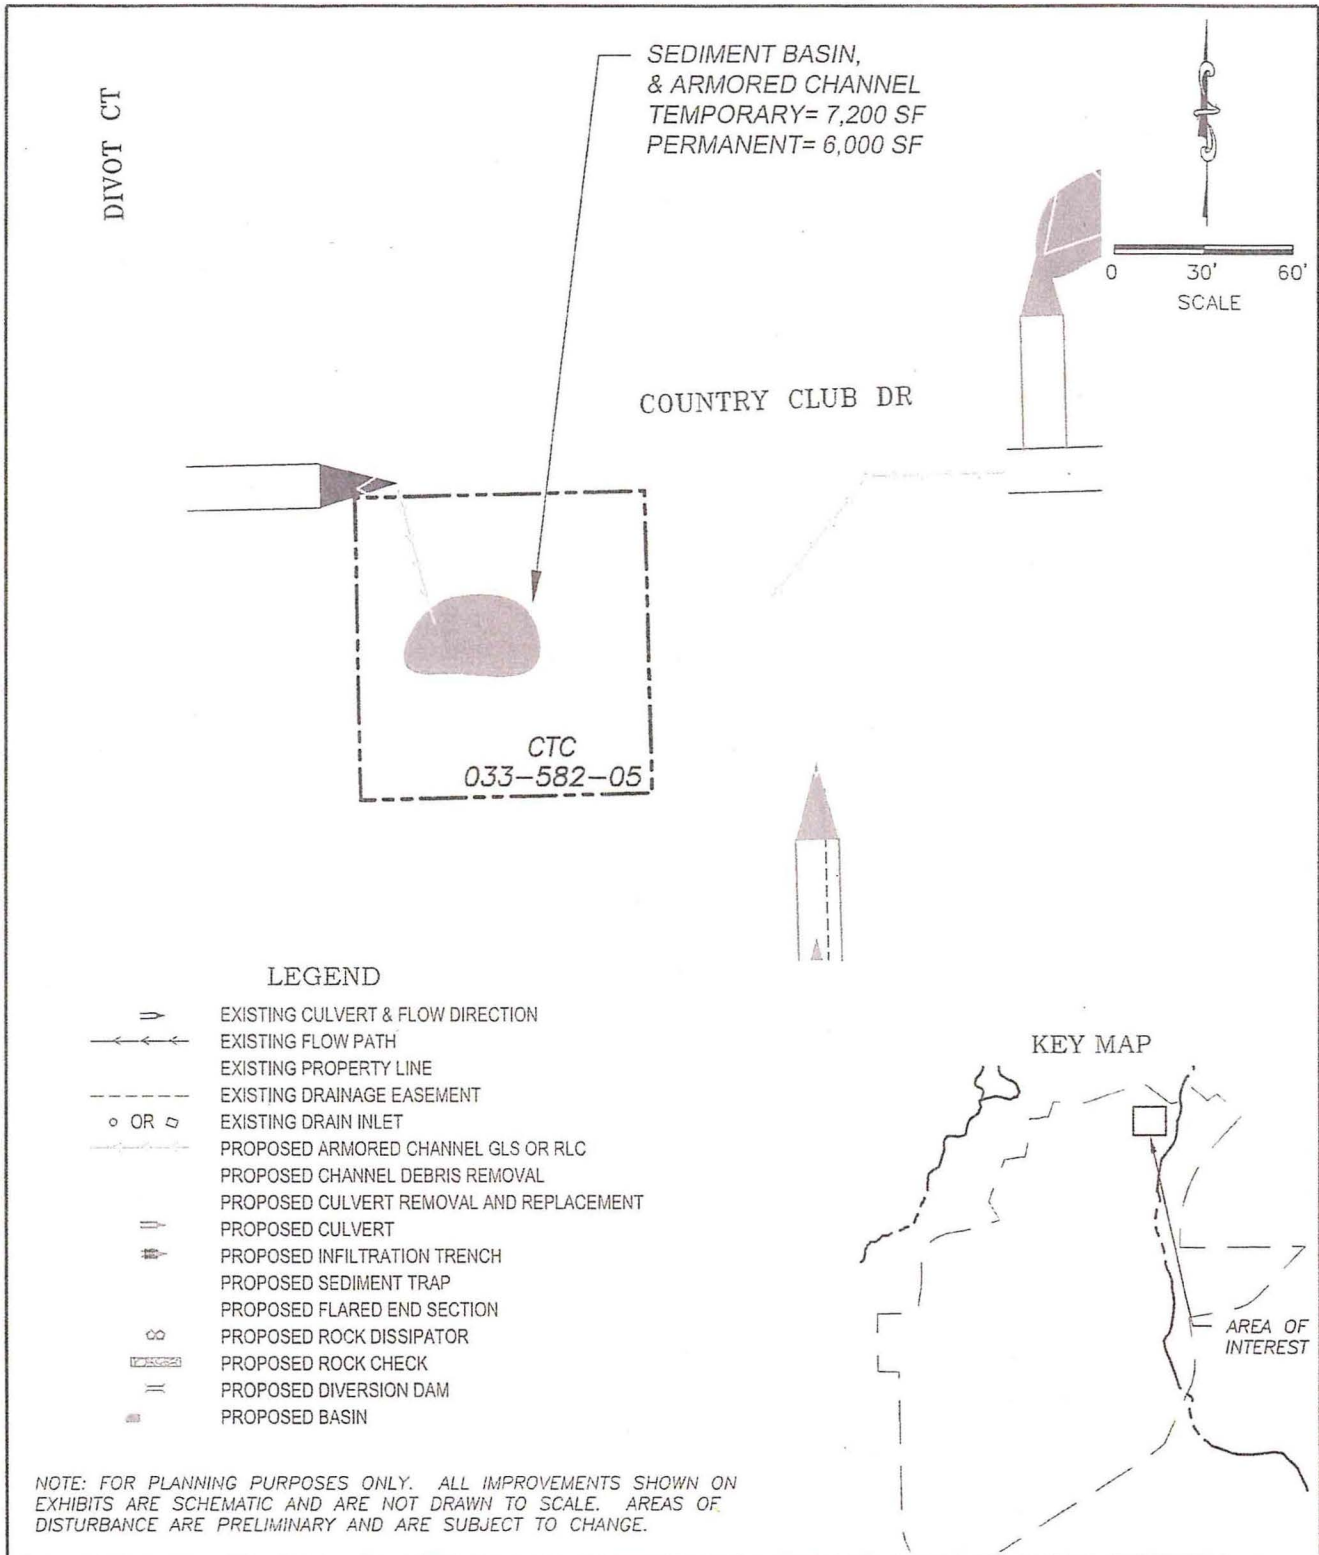 SEDIMENT BASIN,
& ARMORED CHANNEL
TEMPORARY= 7,200 SF
PERMANENT= 6,000 SF
DIVOT CT
0 30' 60'
SCALE
COUNTRY CLUB DR
CTC
033-582-05
LEGEND
EXISTING CULVERT & FLOW DIRECTION
EXISTING FLOW PATH
EXISTING PROPERTY LINE
EXISTING DRAINAGE EASEMENT
OR EXISTING DRAIN INLET
PROPOSED ARMORED CHANNEL GLS OR RLC
PROPOSED CHANNEL DEBRIS REMOVAL
PROPOSED CULVERT REMOVAL AND REPLACEMENT
PROPOSED CULVERT
PROPOSED INFILTRATION TRENCH
PROPOSED SEDIMENT TRAP
PROPOSED FLARED END SECTION
PROPOSED ROCK DISSIPATOR
PROPOSED ROCK CHECK
PROPOSED DIVERSION DAM
PROPOSED BASIN
KEY MAP
AREA OF
INTEREST
NOTE: FOR PLANNING PURPOSES ONLY. ALL IMPROVEMENTS SHOWN ON
EXHIBITS ARE SCHEMATIC AND ARE NOT DRAWN TO SCALE. AREAS OF
DISTURBANCE ARE PRELIMINARY AND ARE SUBJECT TO CHANGE.